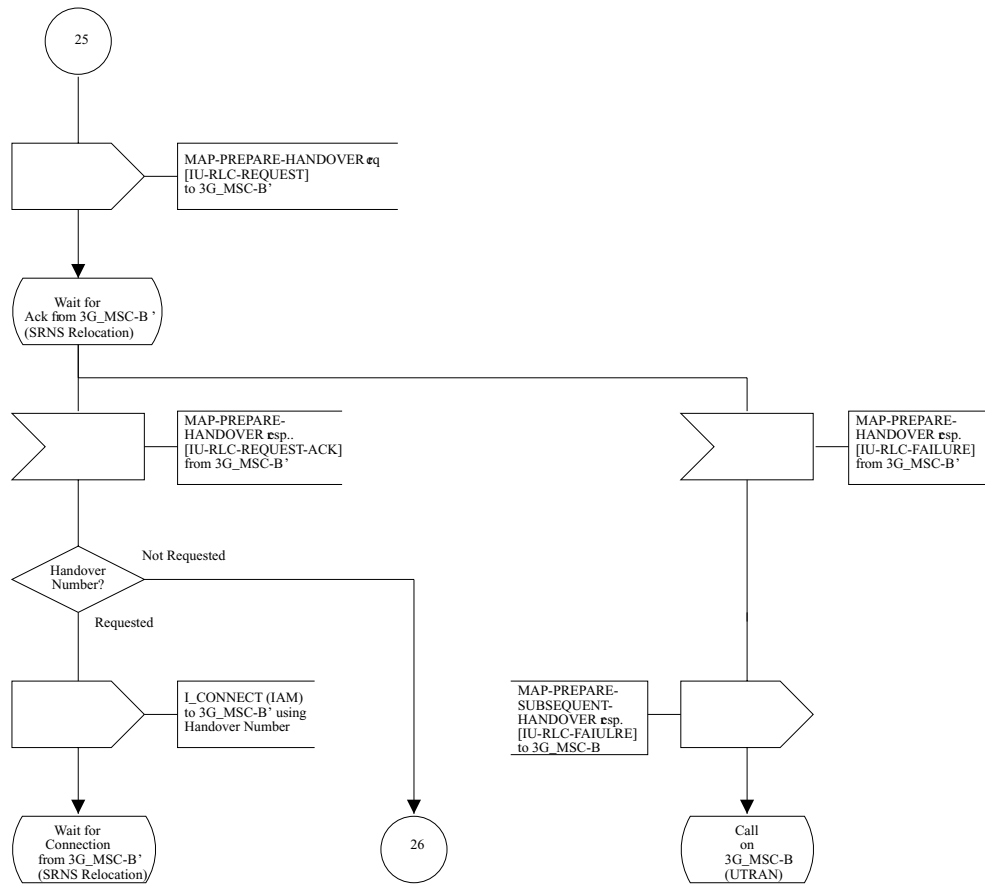 25
MAP-PREPARE-HANDOVER req
[IU-RLC-REQUEST]
to 3G_MSC-B’
Wait for
Ack from 3G_MSC-B ’
(SRNS Relocation)
MAP-PREPARE-
HANDOVER resp..
[IU-RLC-REQUEST-ACK]
from 3G_MSC-B’
MAP-PREPARE-
HANDOVER resp.
[IU-RLC-FAILURE]
from 3G_MSC-B’
Handover
Number?
Not Requested
Requested
I_CONNECT (IAM)
to 3G_MSC-B’ using
Handover Number
MAP-PREPARE-
SUBSEQUENT-
HANDOVER resp.
[IU-RLC-FAIULRE]
to 3G_MSC-B
Wait for
Connection
from 3G_MSC-B’
(SRNS Relocation)
26
Call
on
3G_MSC-B
(UTRAN)